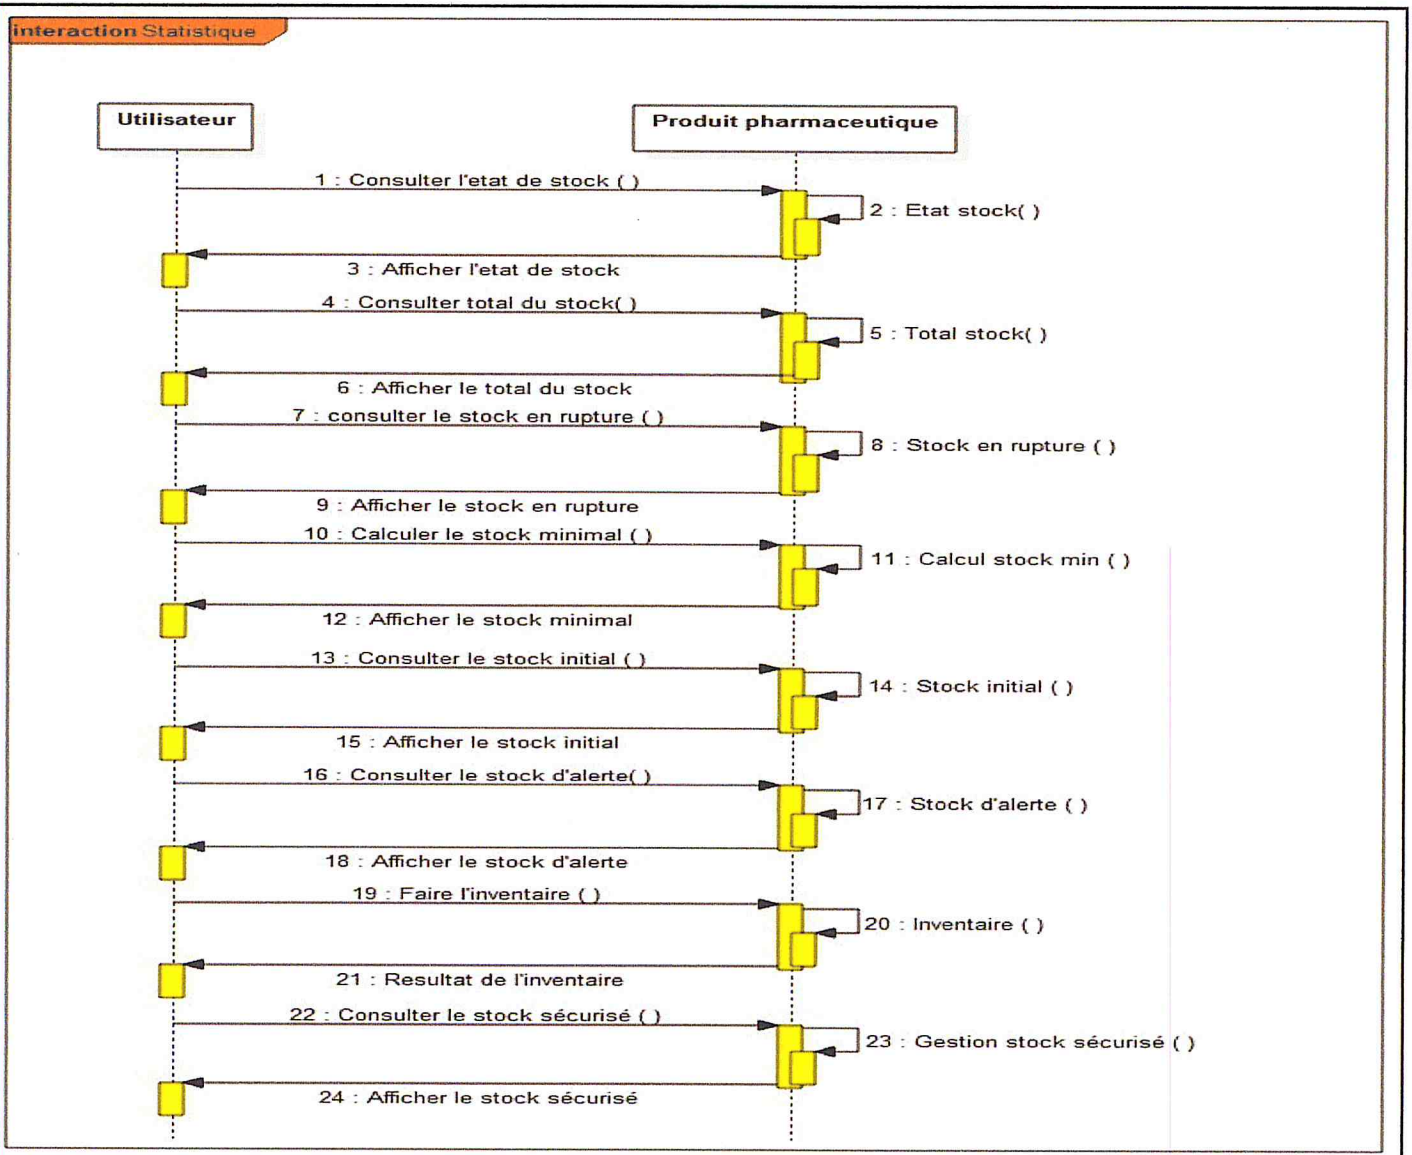 interaction Statistique
Utilisateur
Produit pharmaceutique
1 : Consulter l'etat de stock ( )
2 : Etat stock( )
3 : Afficher l'etat de stock
4 : Consulter total du stock( )
5 : Total stock( )
6 : Afficher le total du stock
7 : consulter le stock en rupture ( )
8 : Stock en rupture ( )
9 : Afficher le stock en rupture
10 : Calculer le stock minimal ( )
11 : Calcul stock min ( )
12 : Afficher le stock minimal
13 : Consulter le stock initial ( )
14 : Stock initial ( )
15 : Afficher le stock initial
16 : Consulter le stock d'alerte( )
17 : Stock d'alerte ( )
18 : Afficher le stock d'alerte
19 : Faire l'inventaire ( )
20 : Inventaire ( )
21 : Resultat de l'inventaire
22 : Consulter le stock sécurisé ( )
23 : Gestion stock sécurisé ( )
24 : Afficher le stock sécurisé